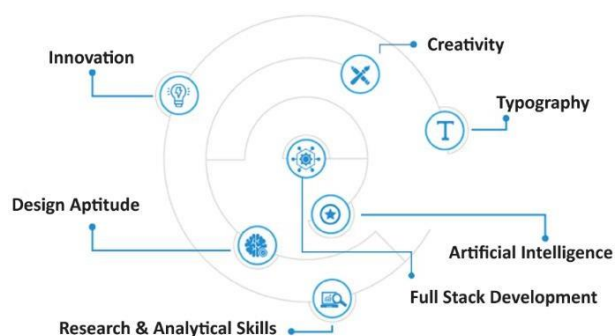 Creativity
Innovation
Typography
T
Design Aptitude
Artificial Intelligence
Full Stack Development
Research & Analytical Skills